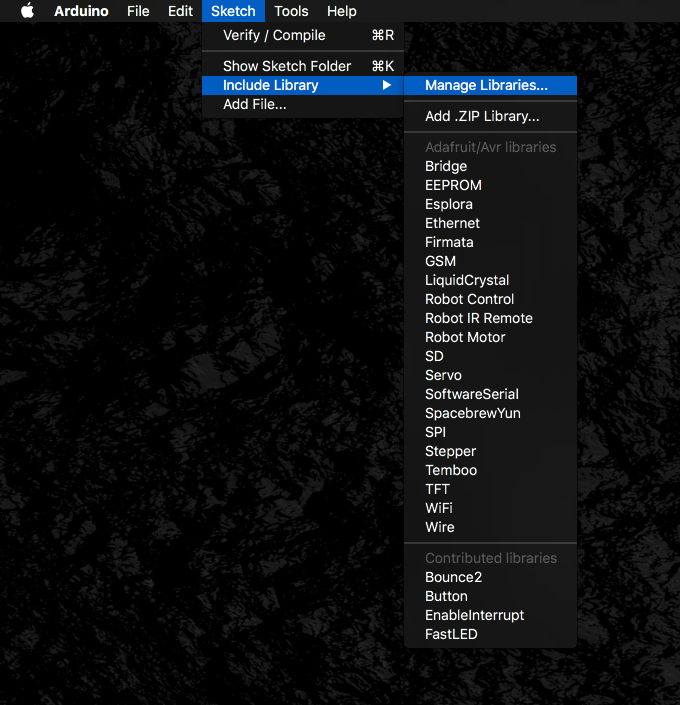 Arduino File Edit Sketch Tools Help
Verify / Compile ⌘R
Show Sketch Folder ⌘K
Include Library ▶
Add File...
Manage Libraries...
Add .ZIP Library...
Adafruit/Avr libraries
Bridge
EEPROM
Esplora
Ethernet
Firmata
GSM
LiquidCrystal
Robot Control
Robot IR Remote
Robot Motor
SD
Servo
SoftwareSerial
SpacebrewYun
SPI
Stepper
Temboo
TFT
WiFi
Wire
Contributed libraries
Bounce2
Button
EnableInterrupt
FastLED